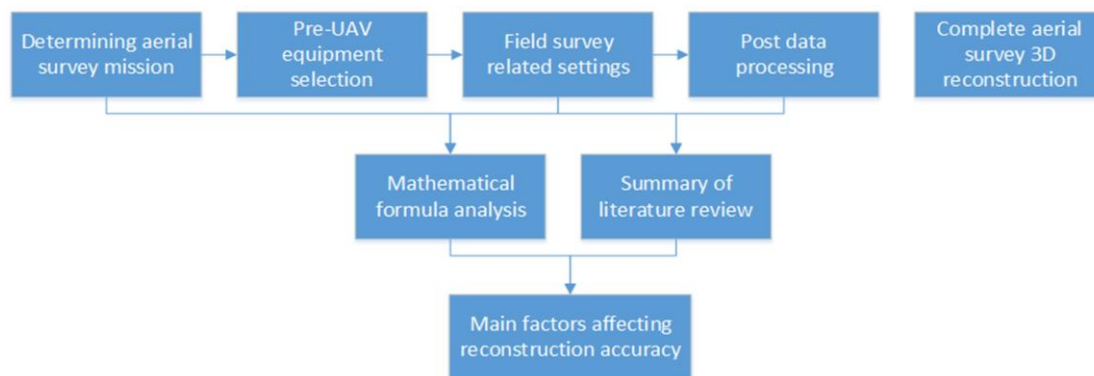 Determining aerial
survey mission
Pre-UAV
equipment
selection
Field survey
related settings
Post data
processing
Complete aerial
survey 3D
reconstruction
Mathematical
formula analysis
Summary of
literature review
Main factors affecting
reconstruction accuracy